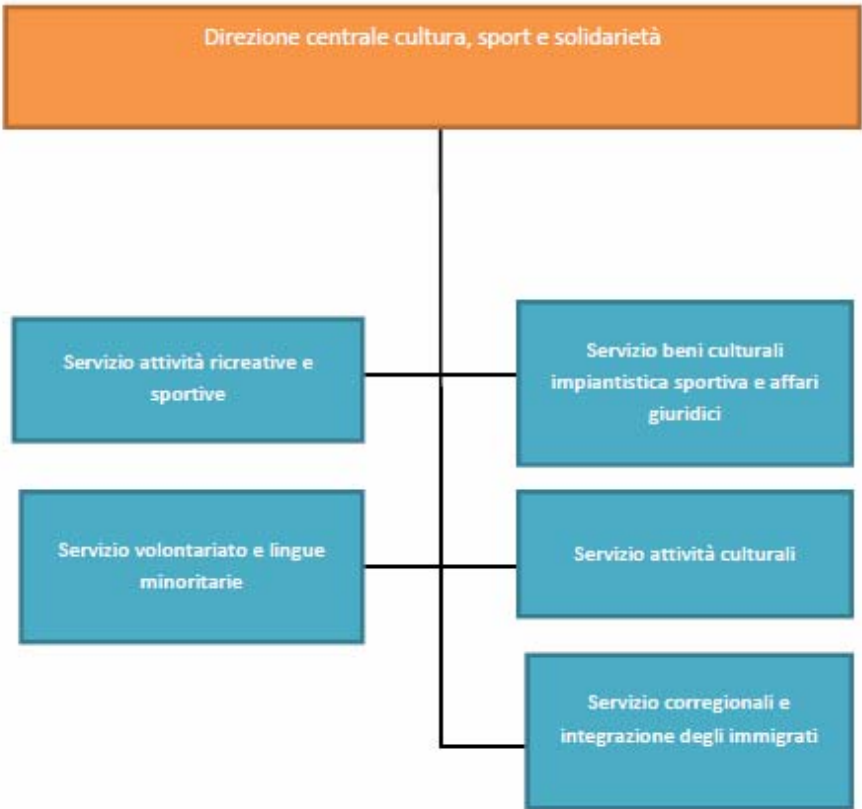 Direzione centrale cultura, sport e solidarietà
Servizio attività ricreative e
sportive
Servizio beni culturali
impiantistica sportiva e affari
giuridici
Servizio volontariato e lingue
minoritarie
Servizio attività culturali
Servizio corregionali e
integrazione degli immigrati